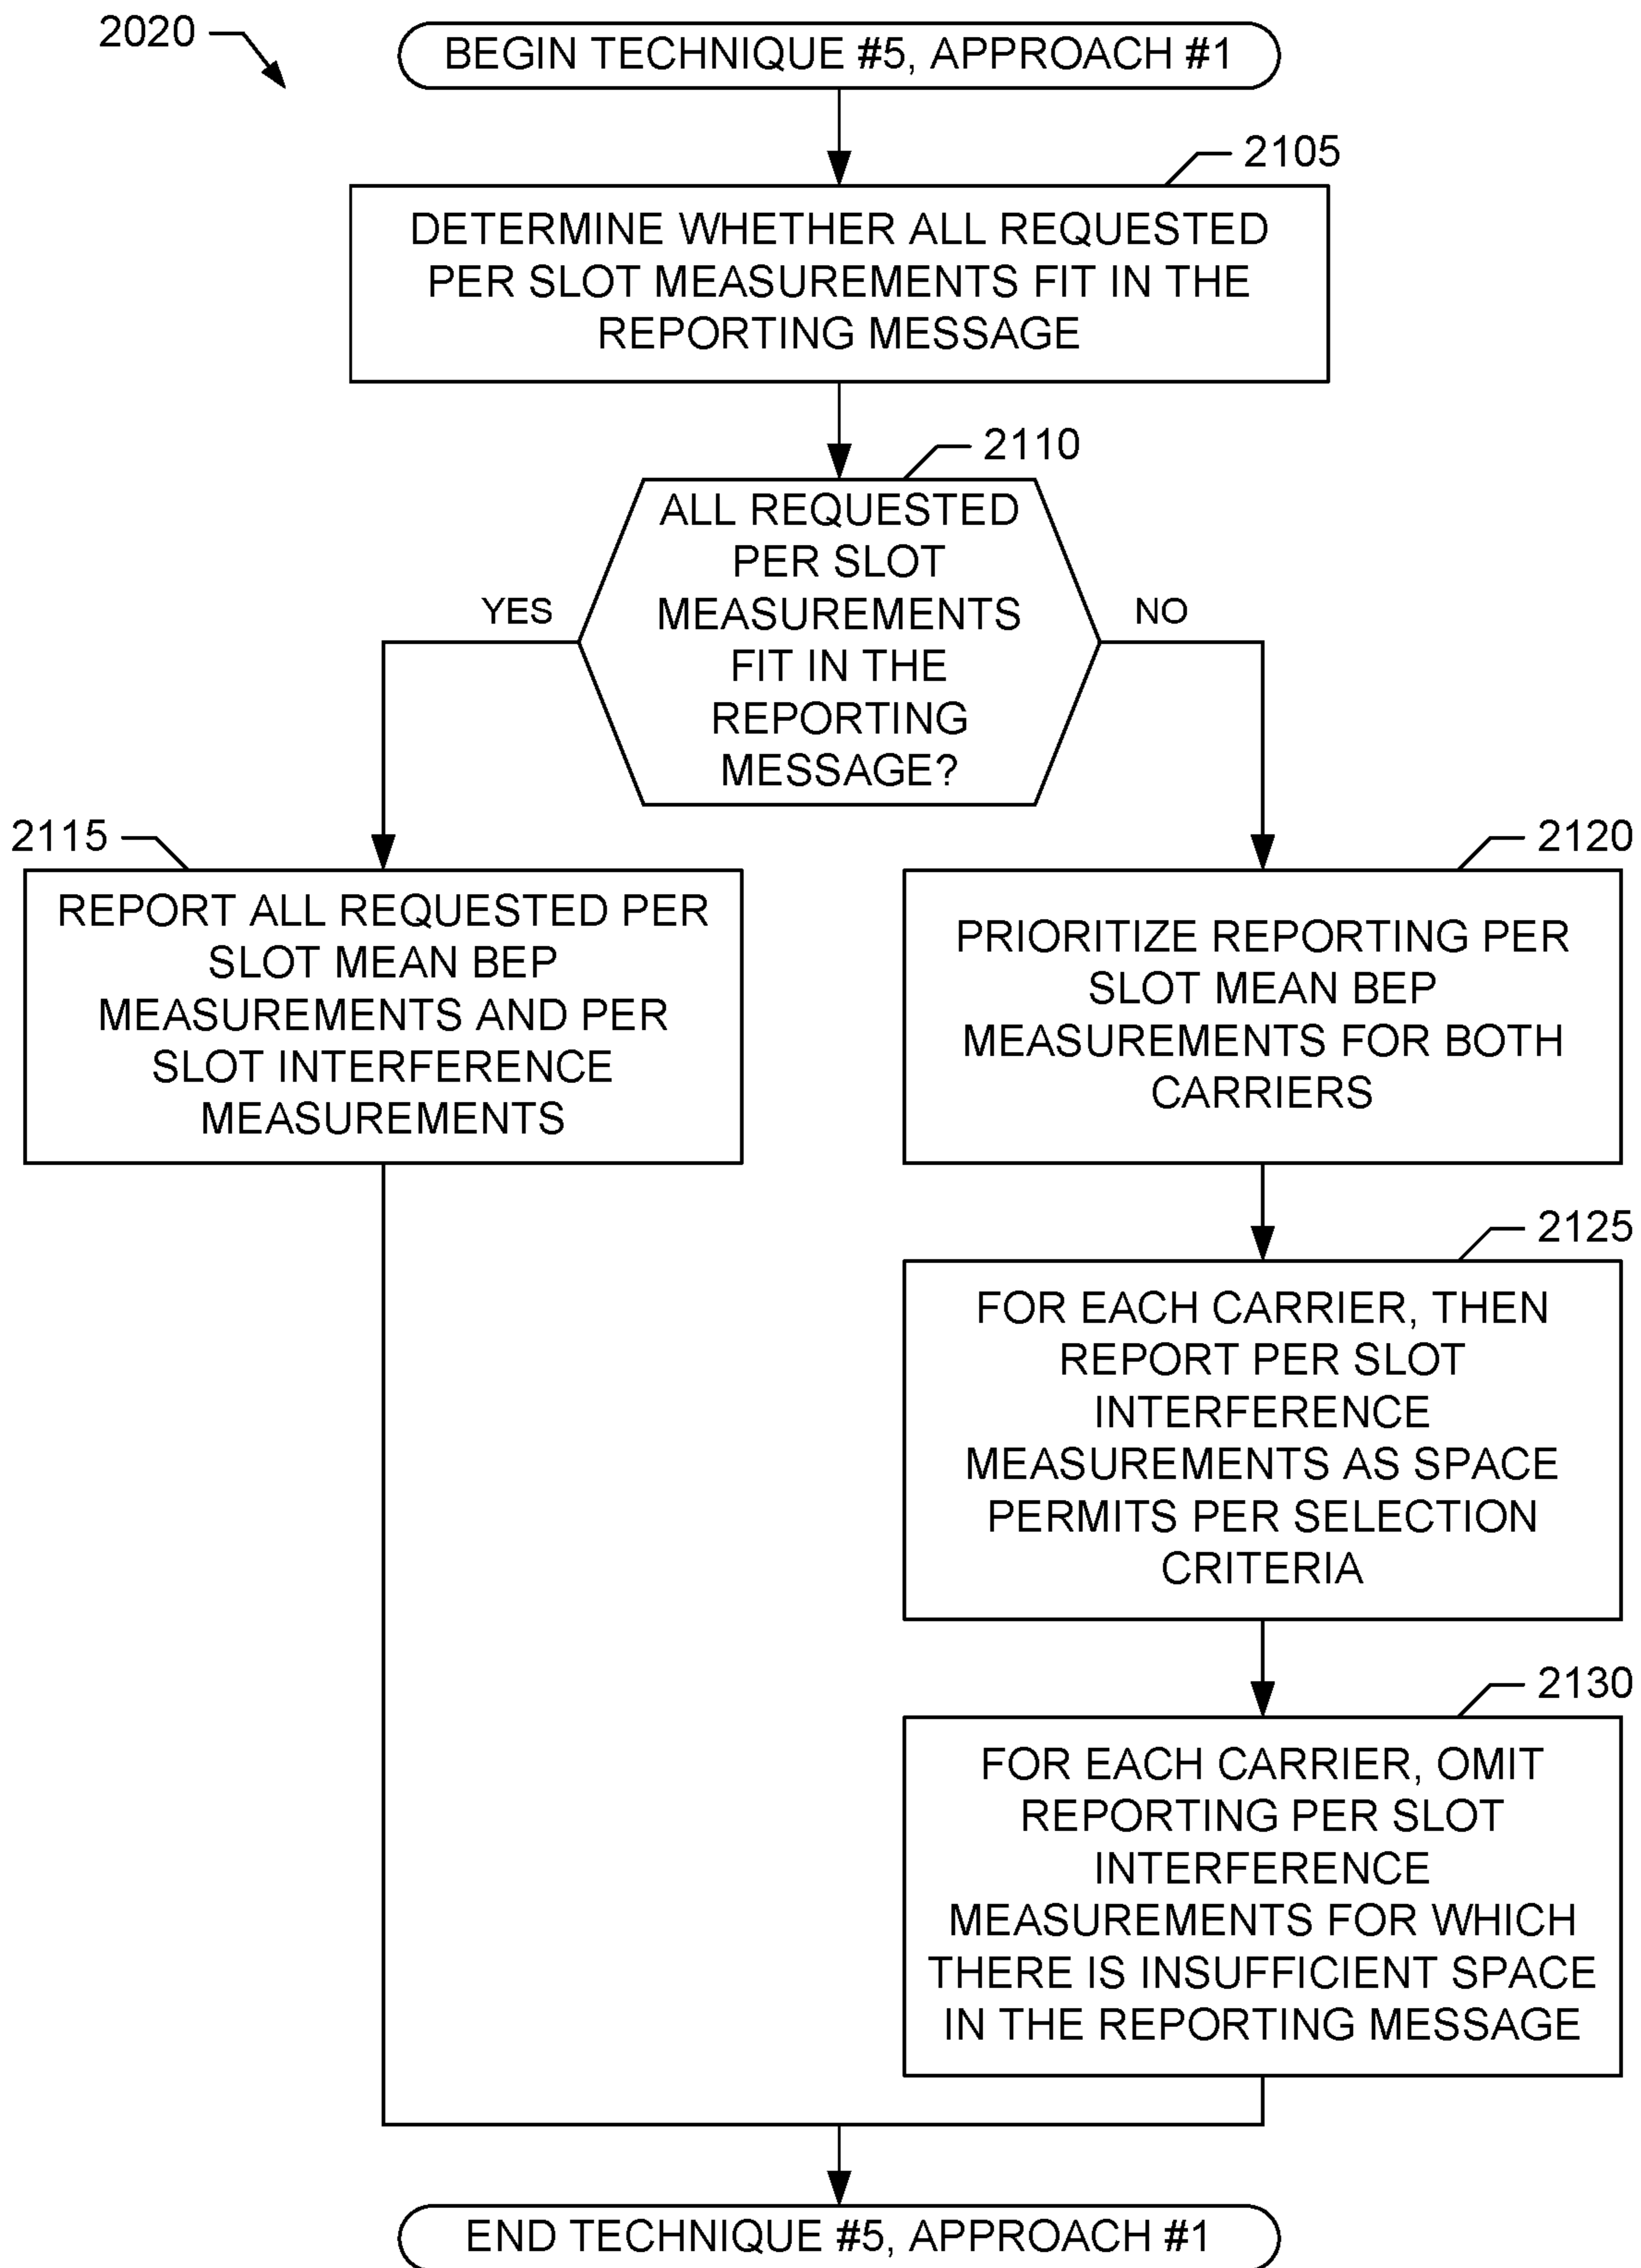 2020
BEGIN TECHNIQUE #5, APPROACH #1
2105
DETERMINE WHETHER ALL REQUESTED
PER SLOT MEASUREMENTS FIT IN THE
REPORTING MESSAGE
2110
ALL REQUESTED
PER SLOT
MEASUREMENTS
FIT IN THE
REPORTING
MESSAGE?
YES
NO
2115
REPORT ALL REQUESTED PER
SLOT MEAN BEP
MEASUREMENTS AND PER
SLOT INTERFERENCE
MEASUREMENTS
2120
PRIORITIZE REPORTING PER
SLOT MEAN BEP
MEASUREMENTS FOR BOTH
CARRIERS
2125
FOR EACH CARRIER, THEN
REPORT PER SLOT
INTERFERENCE
MEASUREMENTS AS SPACE
PERMITS PER SELECTION
CRITERIA
2130
FOR EACH CARRIER, OMIT
REPORTING PER SLOT
INTERFERENCE
MEASUREMENTS FOR WHICH
THERE IS INSUFFICIENT SPACE
IN THE REPORTING MESSAGE
END TECHNIQUE #5, APPROACH #1